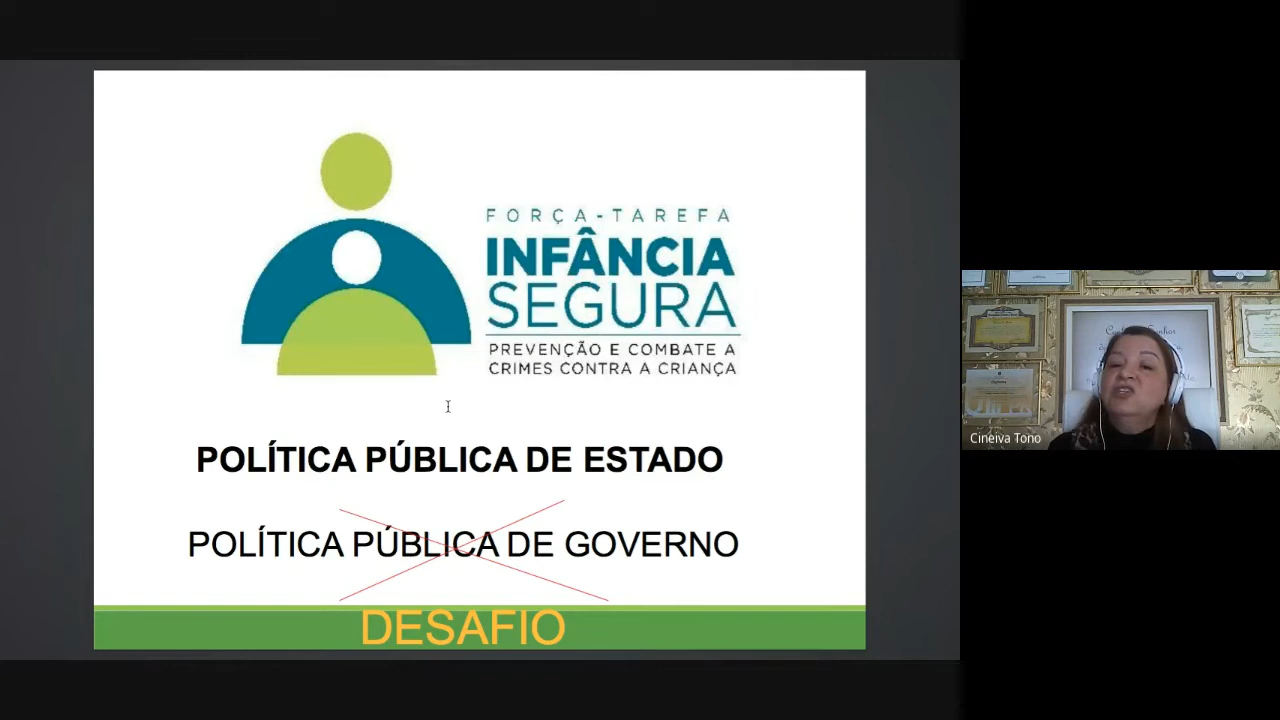 FORÇA-TAREFA
INFÂNCIA
SEGURA
PREVENÇÃO E COMBATE A
CRIMES CONTRA A CRIANÇA
POLÍTICA PÚBLICA DE ESTADO
POLÍTICA PÚBLICA DE GOVERNO
DESAFIO
Cineiva Tono